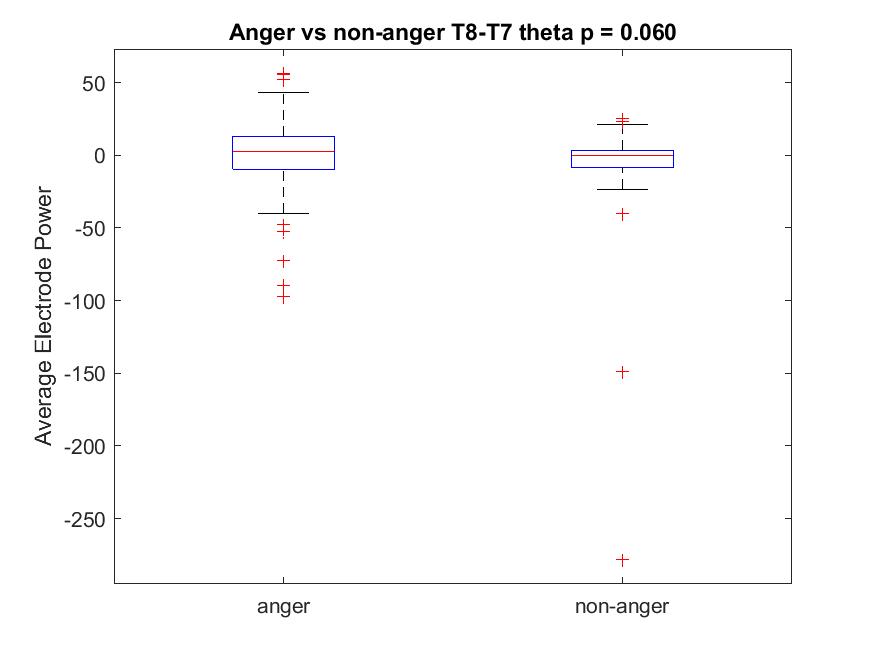 Anger vs non-anger T8-T7 theta p = 0.060
Average Electrode Power
50
0
-50
-100
-150
-200
-250
anger
non-anger